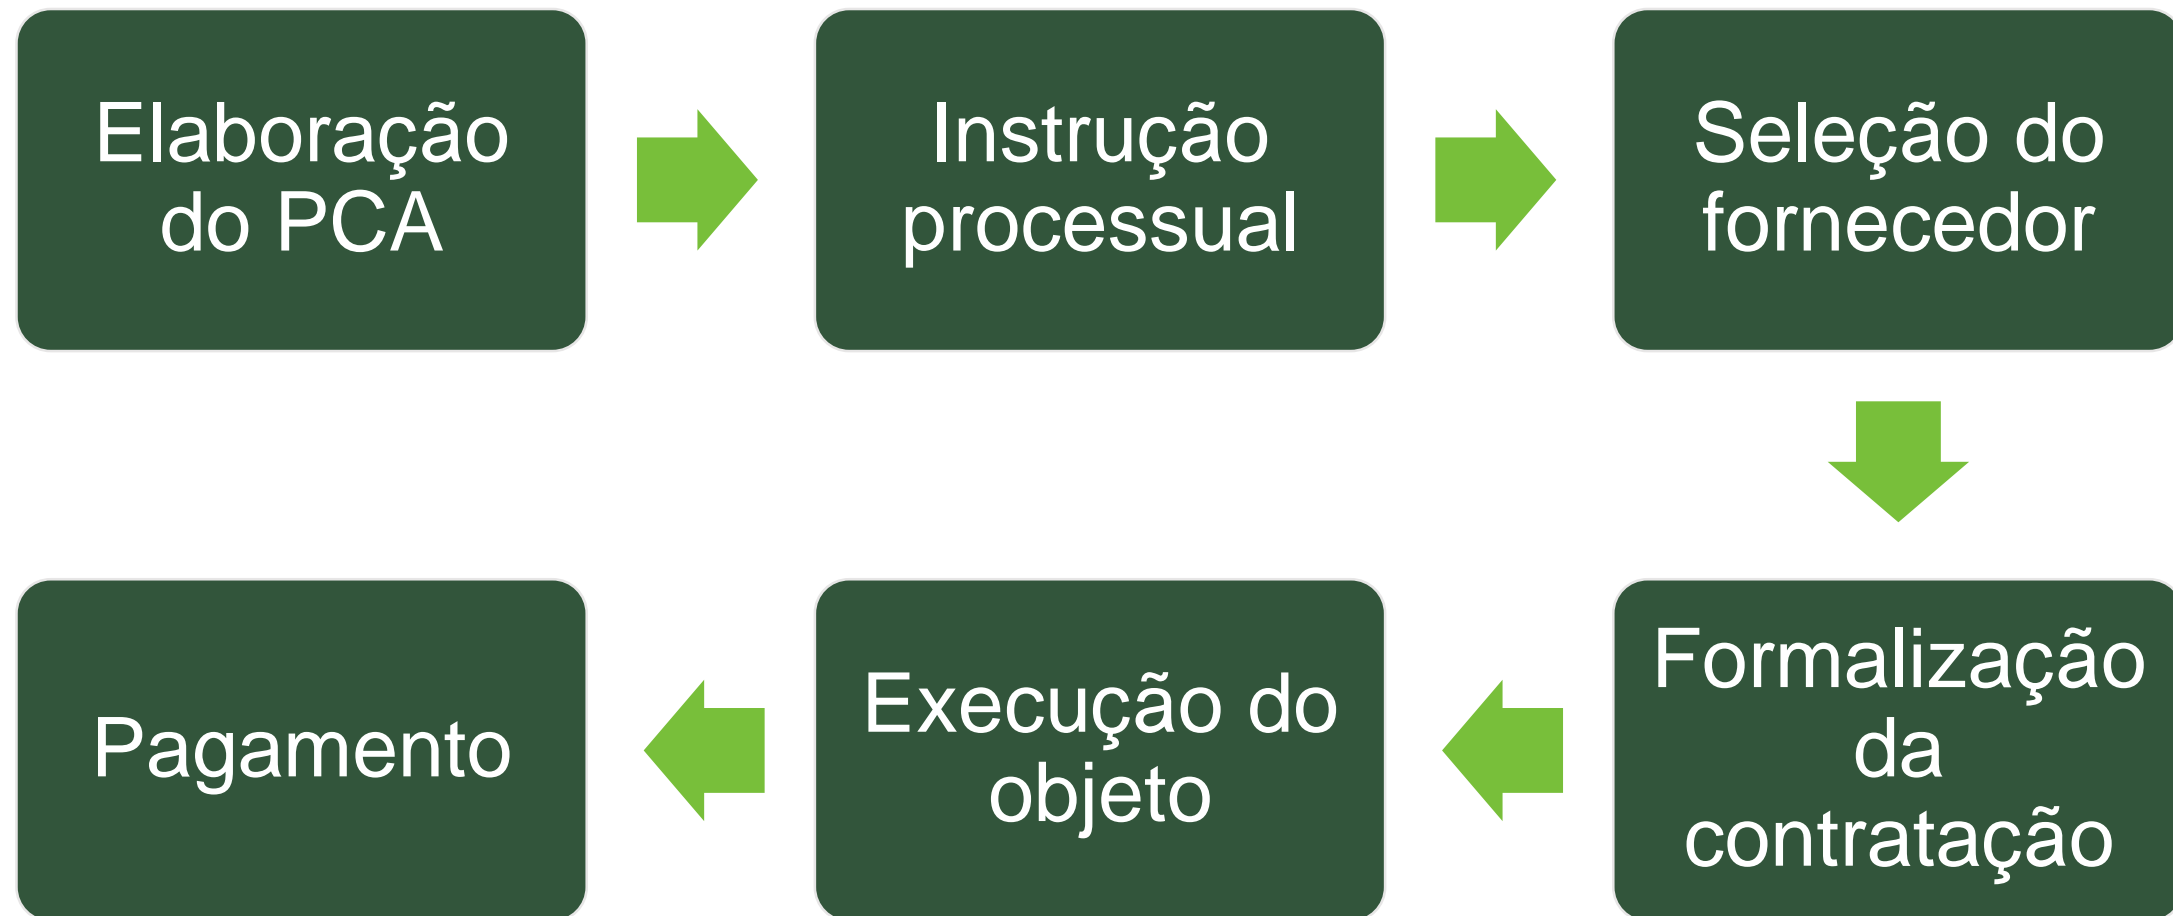 Elaboração
do PCA
Instrução
processual
Seleção do
fornecedor
Formalização
da
contratação
Execução do
objeto
Pagamento